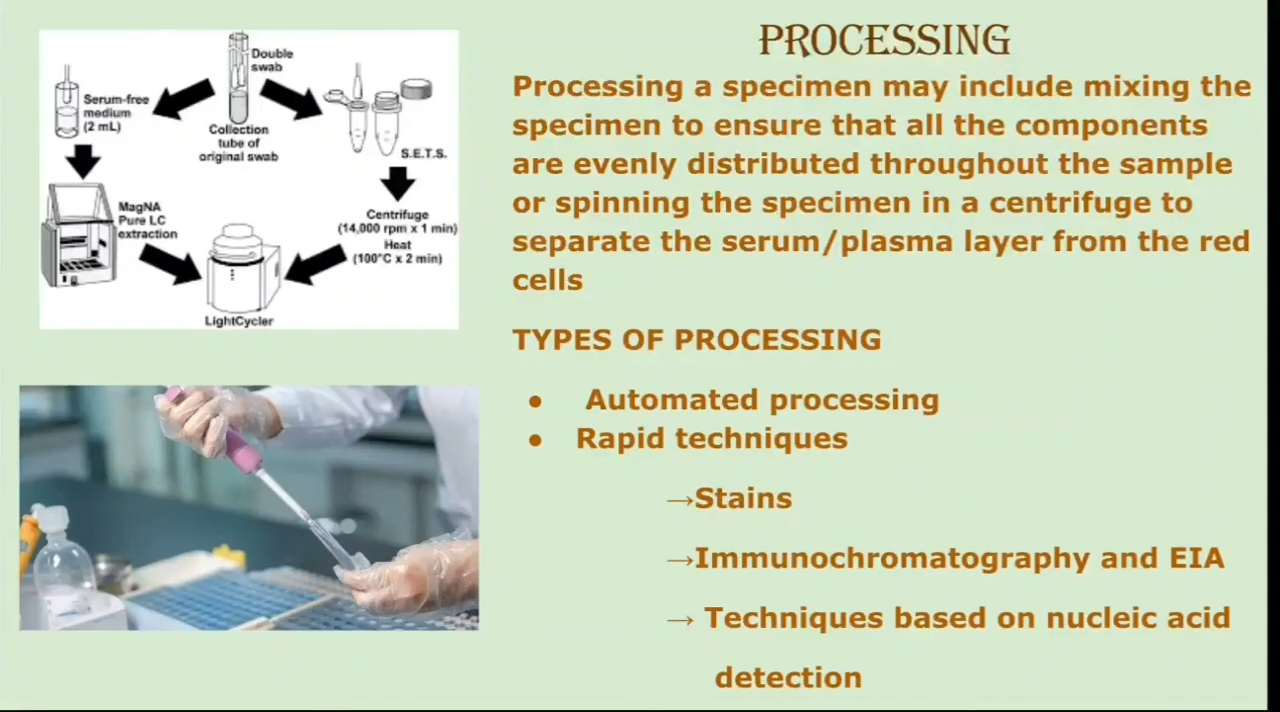 PROCESSING
Processing a specimen may include mixing the
specimen to ensure that all the components
are evenly distributed throughout the sample
or spinning the specimen in a centrifuge to
separate the serum/plasma layer from the red
cells
TYPES OF PROCESSING
● Automated processing
● Rapid techniques
→Stains
→Immunochromatography and EIA
→ Techniques based on nucleic acid
detection
Double
swab
Serum-free
medium
(2 mL)
Collection
tube of
original swab
S.E.T.S.
MagNA
Pure LC
extraction
Centrifuge
(14,000 rpm x 1 min)
Heat
(100°C x 2 min)
LightCycler